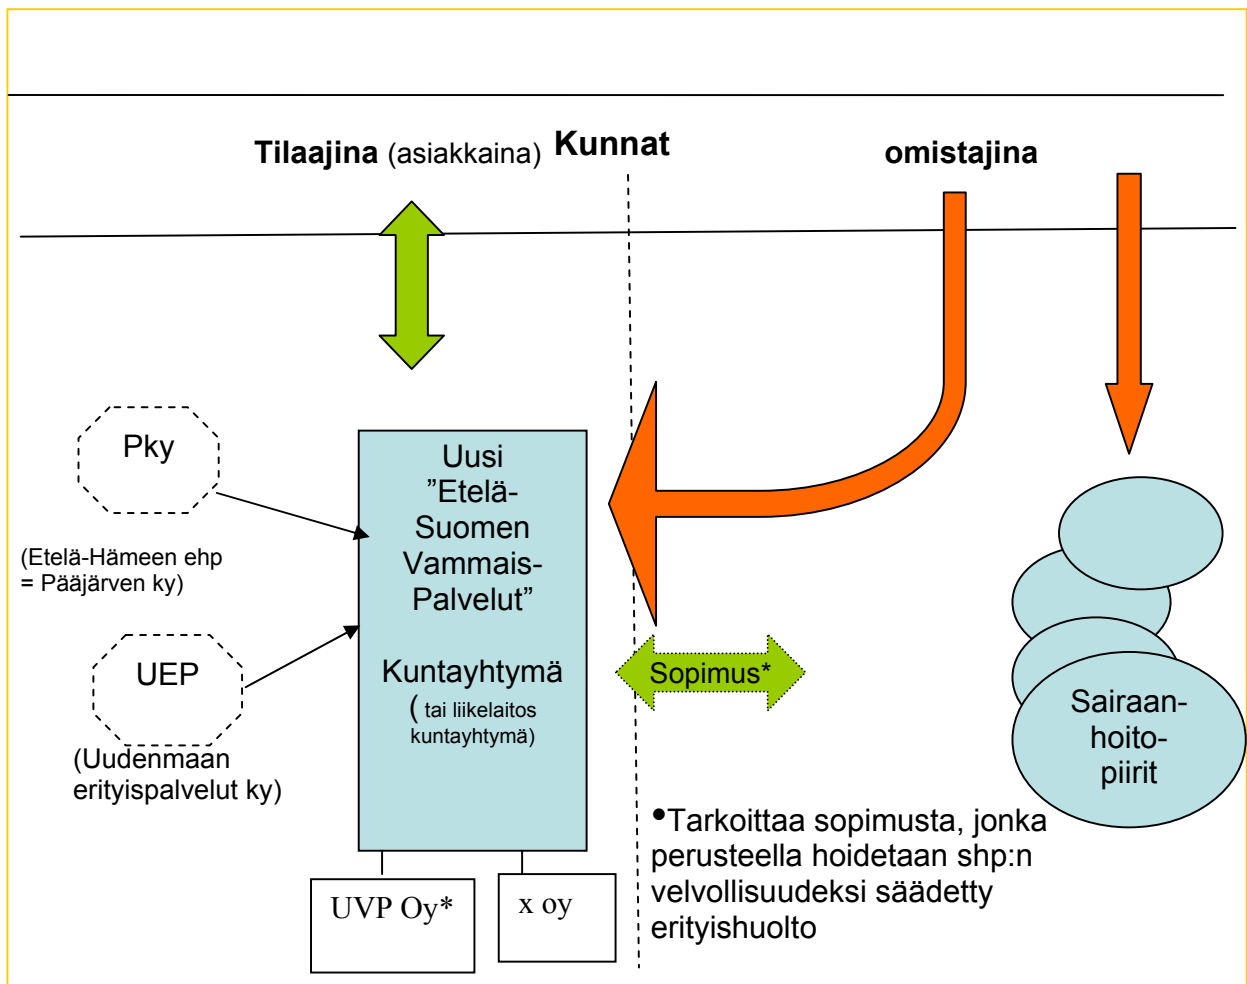 Tilaajina (asiakkaina) Kunnat omistajina
Pky
(Etelä-Hämeen ehp
= Pääjärven ky)
UEP
(Uudenmaan
erityispalvelut ky)
Uusi
”Etelä-
Suomen
Vammais-
Palvelut”
Kuntayhtymä
( tai liikelaitos
kuntayhtymä)
UVP Oy*
x oy
Sopimus*
Sairaan-
hoito-
piirit
•Tarkoittaa sopimusta, jonka
perusteella hoidetaan shp:n
velvollisuudeksi säädetty
erityishuolto